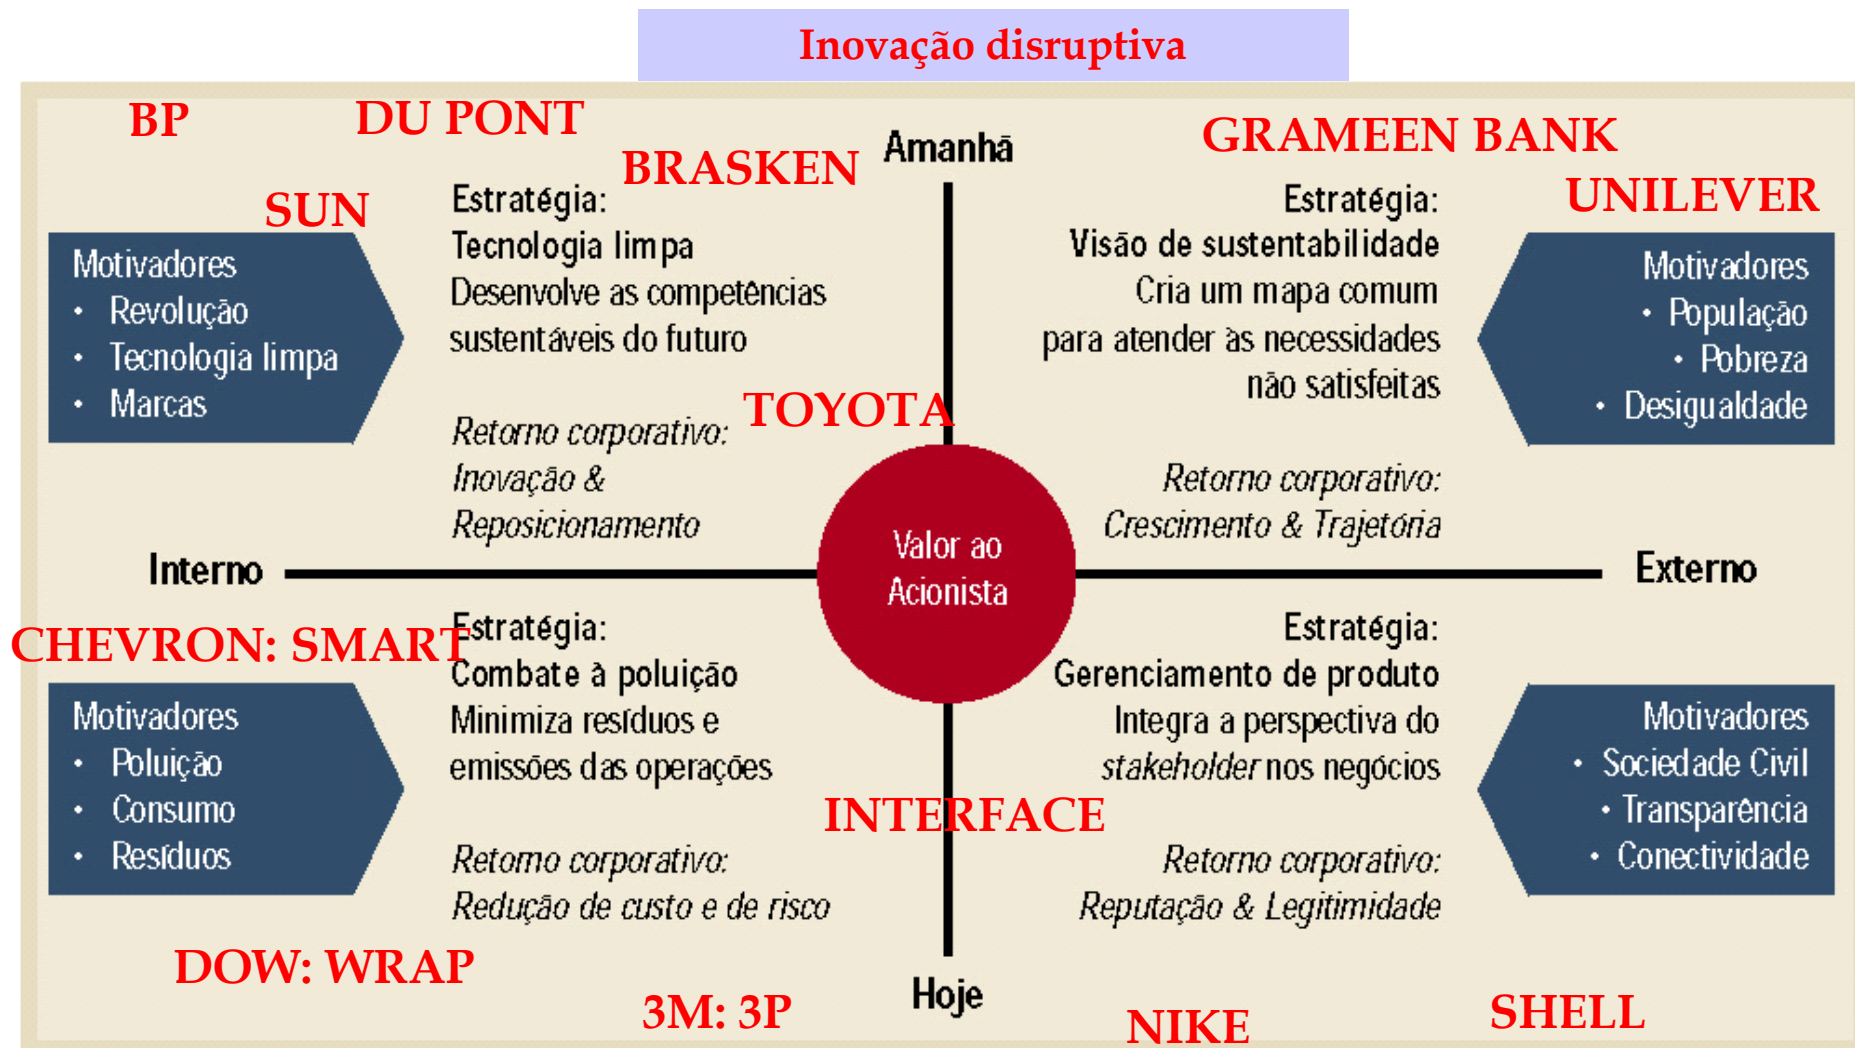 Inovação disruptiva
BP
DU PONT
BRASKEN
SUN
Amanhã
GRAMEEN BANK
UNILEVER
Motivadores
• Revolução
• Tecnologia limpa
• Marcas
Estratégia:
Tecnologia limpa
Desenvolve as competências
sustentáveis do futuro
Retorno corporativo:
Inovação &
Reposicionamento
TOYOTA
Estratégia:
Visão de sustentabilidade
Cria um mapa comum
para atender às necessidades
não satisfeitas
Retorno corporativo:
Crescimento & Trajetória
Motivadores
• População
• Pobreza
• Desigualdade
Interno
Valor ao
Acionista
Externo
CHEVRON: SMART
Motivadores
• Poluição
• Consumo
• Resíduos
Estratégia:
Combate à poluição
Minimiza resíduos e
emissões das operações
Retorno corporativo:
Redução de custo e de risco
INTERFACE
Estratégia:
Gerenciamento de produto
Integra a perspectiva do
stakeholder nos negócios
Retorno corporativo:
Reputação & Legitimidade
Motivadores
• Sociedade Civil
• Transparência
• Conectividade
DOW: WRAP
3M: 3P
Hoje
NIKE
SHELL